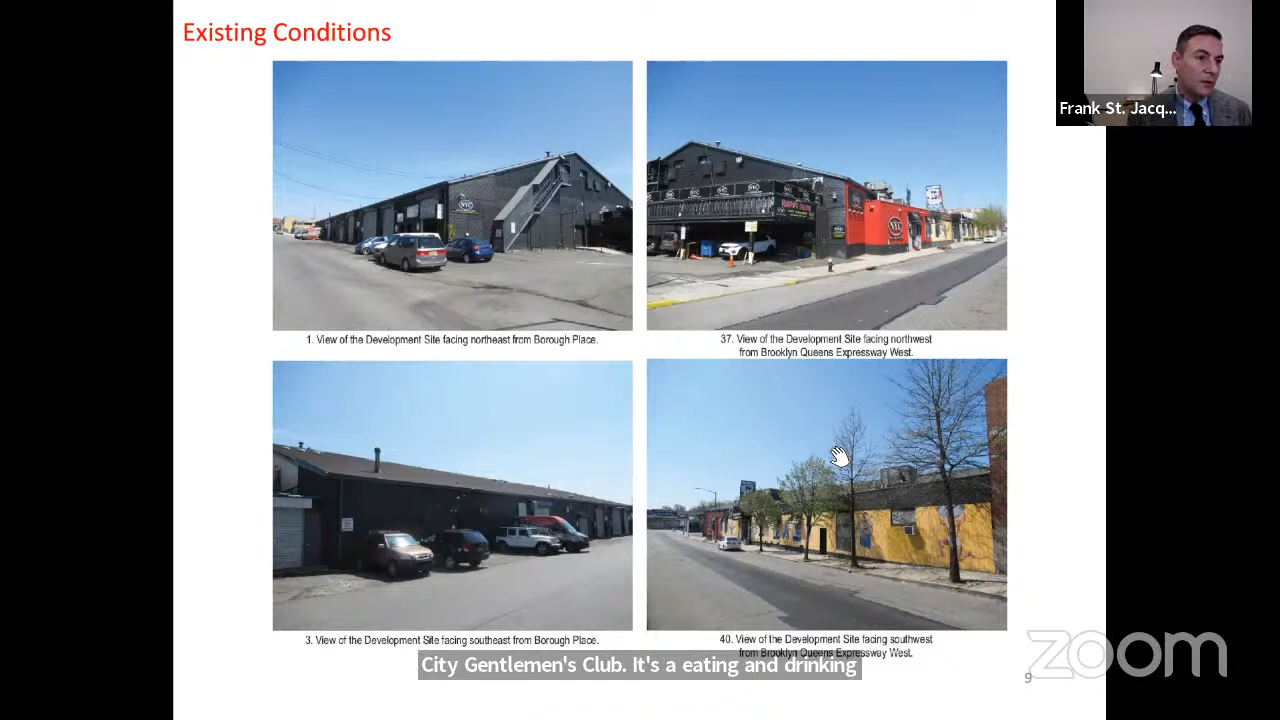 Existing Conditions
Frank St. Jacq...
NYC
NYC
NYC
1. View of the Development Site facing northeast from Borough Place.
37. View of the Development Site facing northwest
from Brooklyn Queens Expressway West.
3. View of the Development Site facing southeast from Borough Place.
40. View of the Development Site facing southwest
from Brooklyn Queens Expressway West.
City Gentlemen's Club. It's a eating and drinking
zoom
9